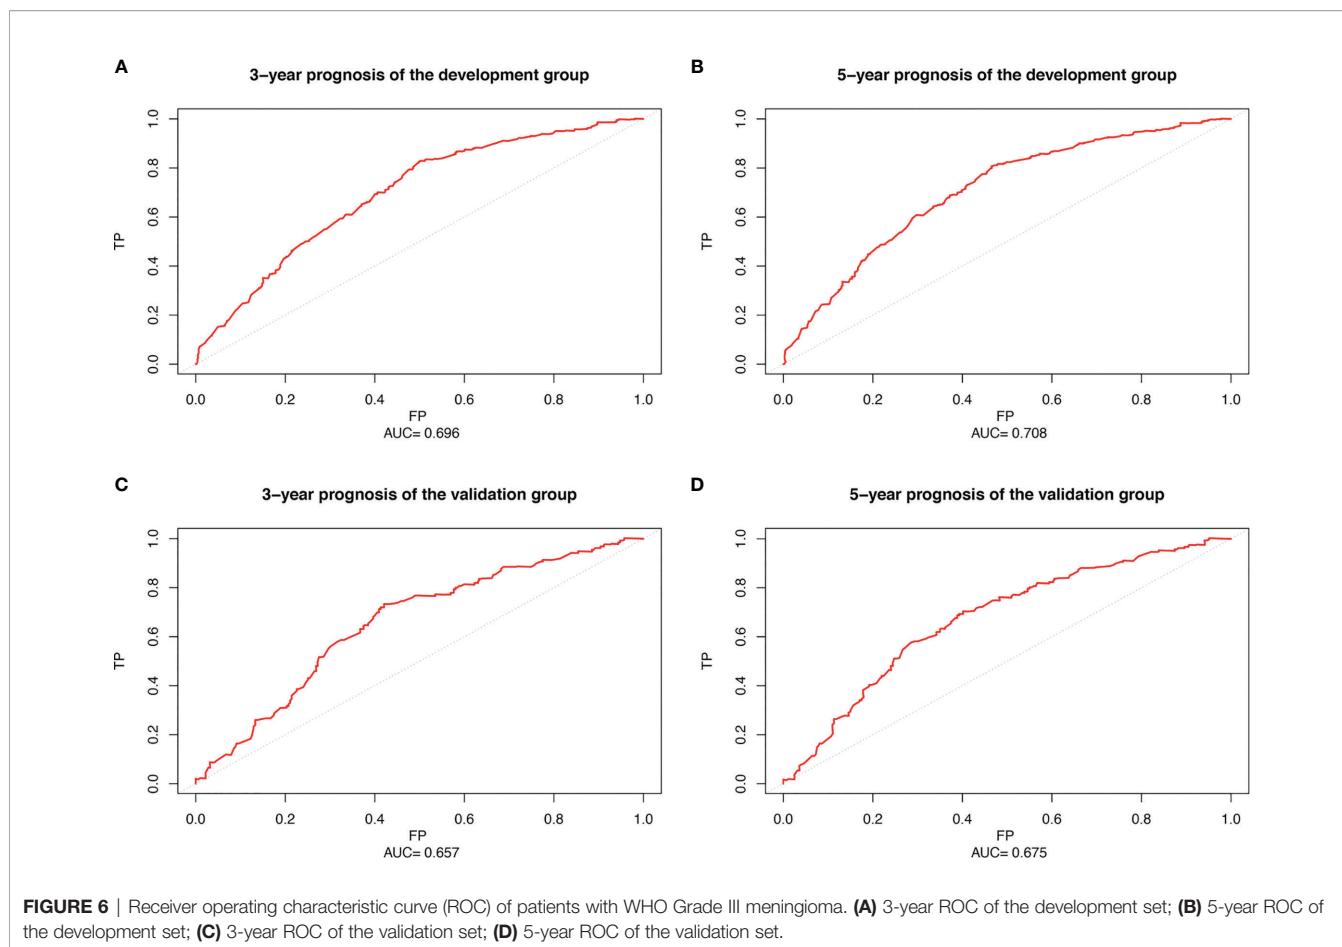 A
3–year prognosis of the development group
TP
0.0 0.2 0.4 0.6 0.8 1.0
0.0 0.2 0.4 0.6 0.8 1.0
FP
AUC= 0.696
B
5–year prognosis of the development group
TP
0.0 0.2 0.4 0.6 0.8 1.0
0.0 0.2 0.4 0.6 0.8 1.0
FP
AUC= 0.708
C
3–year prognosis of the validation group
TP
0.0 0.2 0.4 0.6 0.8 1.0
0.0 0.2 0.4 0.6 0.8 1.0
FP
AUC= 0.657
D
5–year prognosis of the validation group
TP
0.0 0.2 0.4 0.6 0.8 1.0
0.0 0.2 0.4 0.6 0.8 1.0
FP
AUC= 0.675
FIGURE 6 | Receiver operating characteristic curve (ROC) of patients with WHO Grade III meningioma. (A) 3-year ROC of the development set; (B) 5-year ROC of
the development set; (C) 3-year ROC of the validation set; (D) 5-year ROC of the validation set.